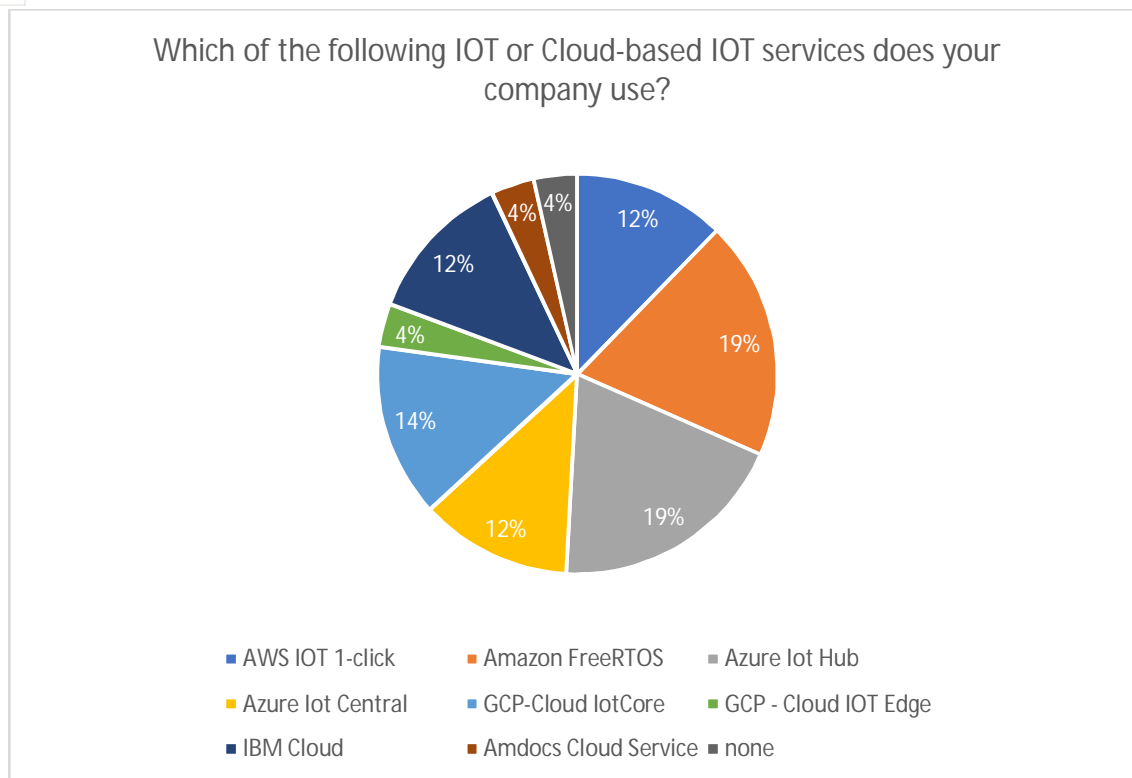 Which of the following IOT or Cloud-based IOT services does your
company use?
4%
4%
12%
12%
19%
4%
14%
19%
12%
AWS IOT 1-click
Amazon FreeRTOS
Azure Iot Hub
Azure Iot Central
GCP-Cloud IotCore
GCP - Cloud IOT Edge
IBM Cloud
Amdocs Cloud Service
none